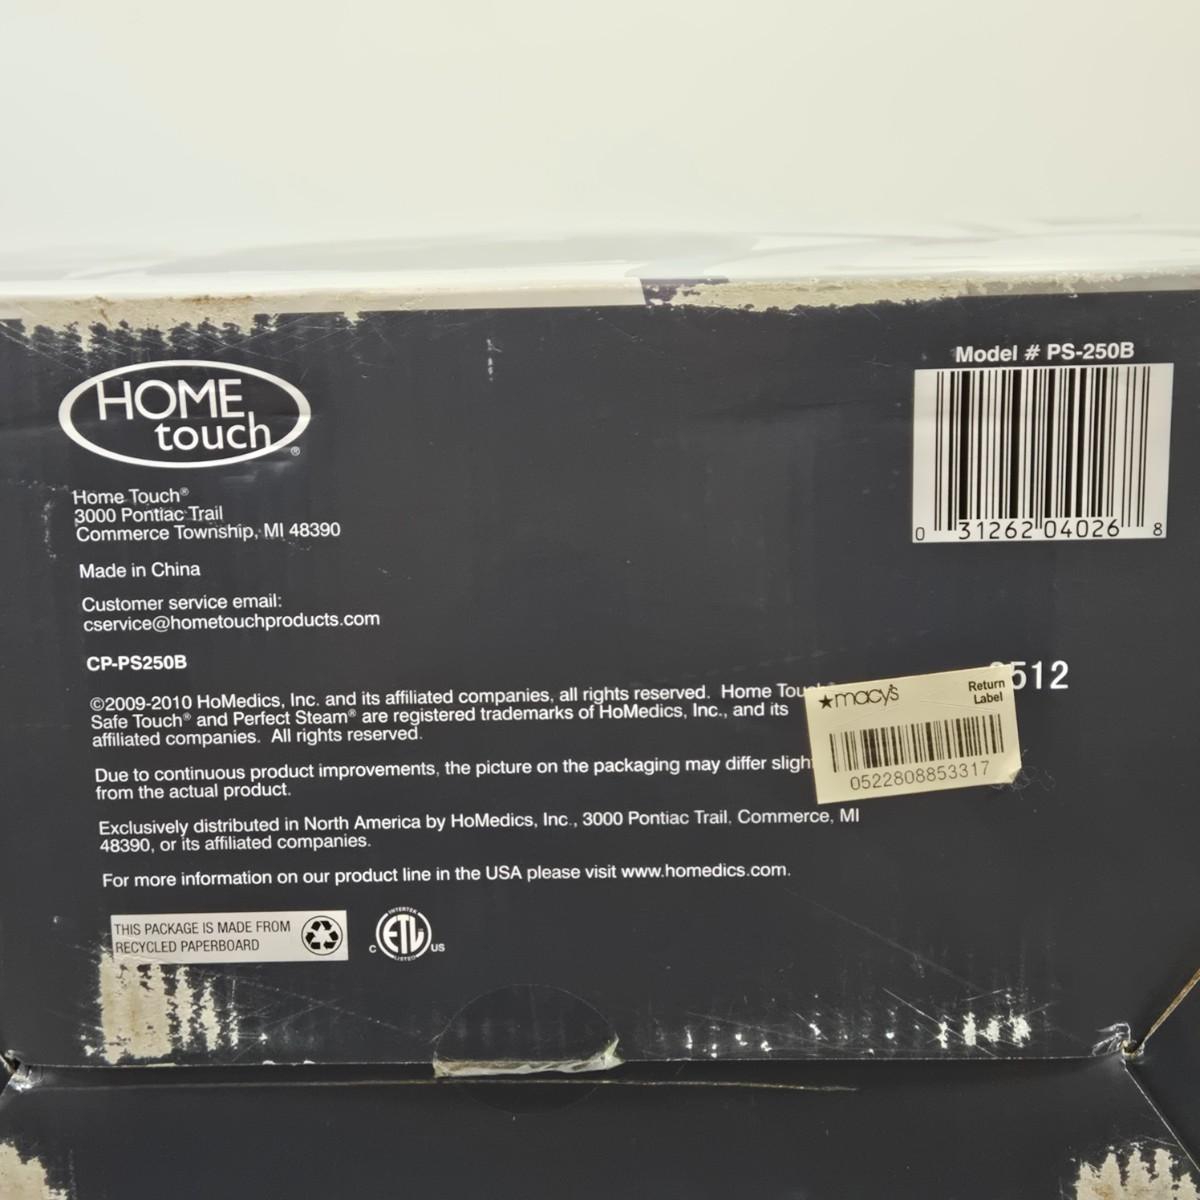 HOME
touch
®
Home Touch®
3000 Pontiac Trail
Commerce Township, MI 48390
Made in China
Customer service email:
cservice@hometouchproducts.com
CP-PS250B
©2009-2010 HoMedics, Inc. and its affiliated companies, all rights reserved. Home
Safe Touch® and Perfect Steam® are registered trademarks of HoMedics, Inc., and its
affiliated companies. All rights reserved.
Due to continuous product improvements, the picture on the packaging may differ
from the actual product.
Exclusively distributed in North America by HoMedics, Inc., 3000 Pontiac Trail, Commerce, MI
48390, or its affiliated companies.
For more information on our product line in the USA please visit www.homedics.com.
THIS PACKAGE IS MADE FROM
RECYCLED PAPERBOARD
INTERTEK
C ETL US
LISTED
Model # PS-250B
0 31262 04026 8
512
★macy's
Return
Label
0522808853317